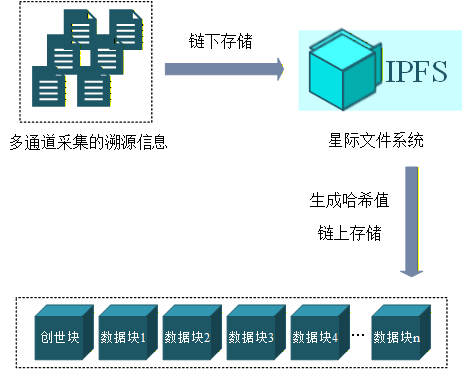 链下存储
IPFS
多通道采集的溯源信息
星际文件系统
生成哈希值
链上存储
创世块
数据块1
数据块2
数据块3
数据块4
...
数据块n